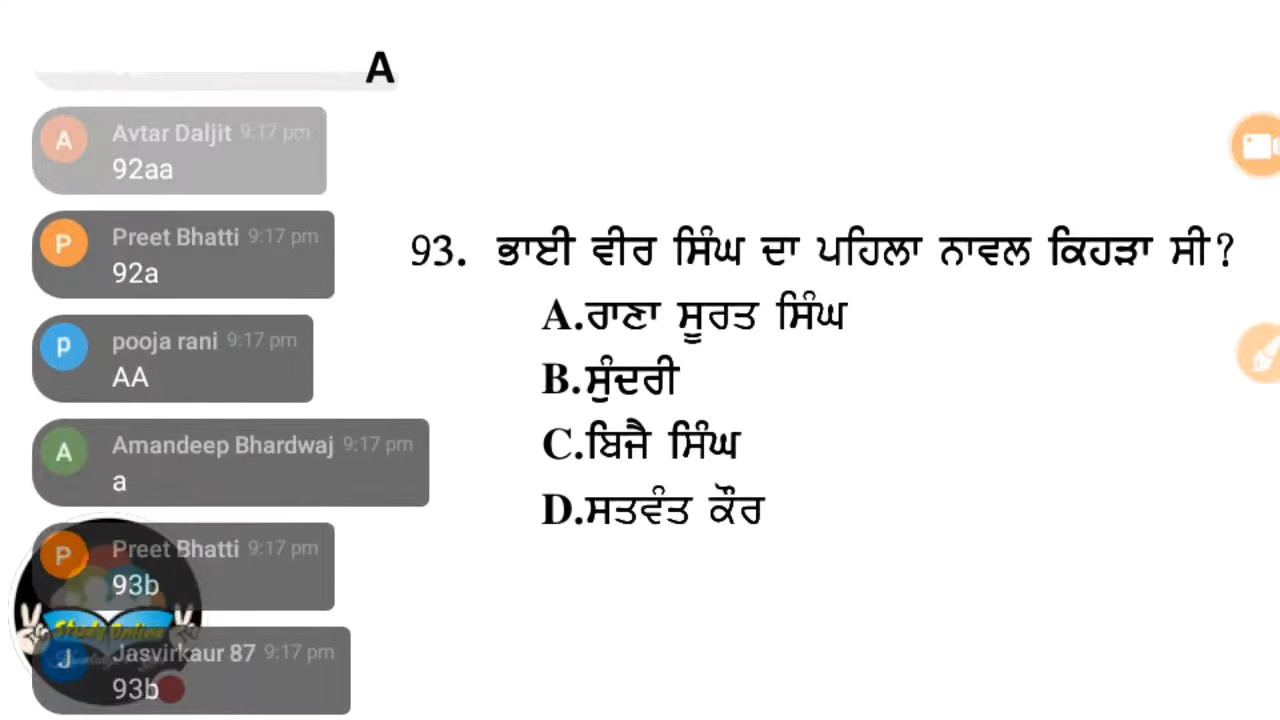 A
A
Avtar Daljit 9:17 pm
92aa
P
Preet Bhatti 9:17 pm
92a
p
pooja rani 9:17 pm
AA
A
Amandeep Bhardwaj 9:17 pm
a
P
Preet Bhatti 9:17 pm
93b
Study Online
J
Jasvirkaur 87 9:17 pm
93b
93. ਭਾਈ ਵੀਰ ਸਿੰਘ ਦਾ ਪਹਿਲਾ ਨਾਵਲ ਕਿਹੜਾ ਸੀ?
A.ਰਾਣਾ ਸੂਰਤ ਸਿੰਘ
B.ਸੁੰਦਰੀ
C.ਬਿਜੈ ਸਿੰਘ
D.ਸਤਵੰਤ ਕੌਰ